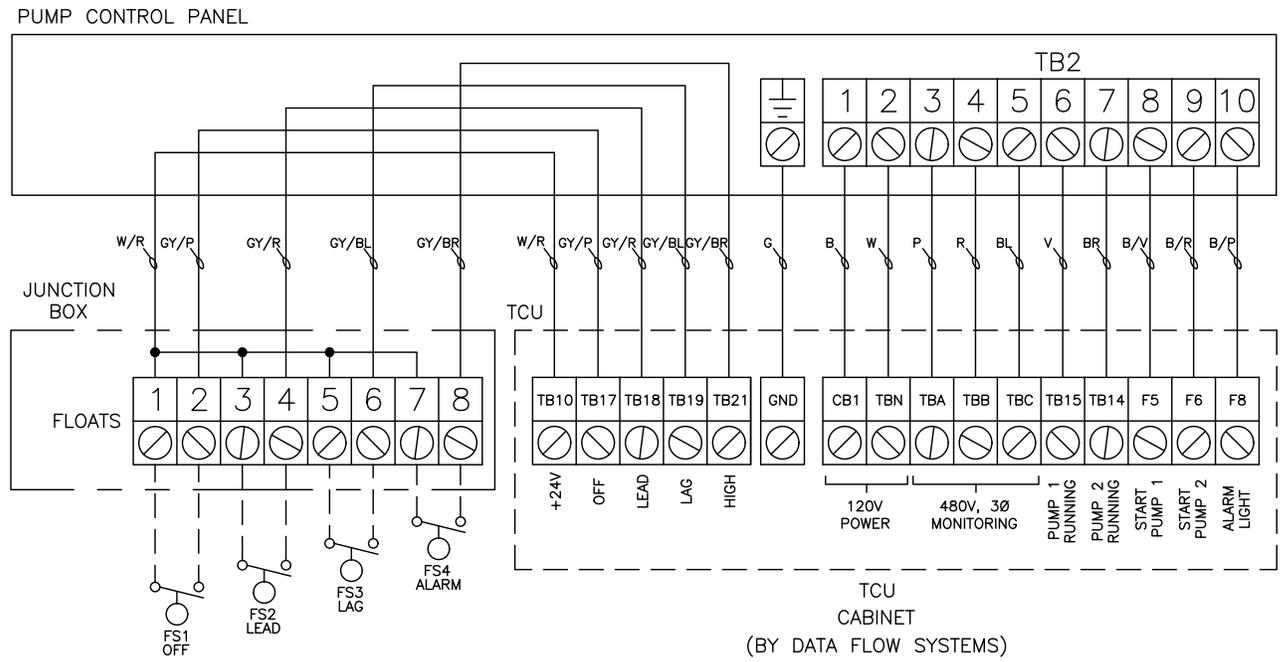 PUMP CONTROL PANEL
TB2
1 2 3 4 5 6 7 8 9 10
W/R GY/P GY/R GY/BL GY/BR W/R GY/P GY/R GY/BL GY/BR G B W P R BL V BR B/V B/R B/P
JUNCTION
BOX
TCU
FLOATS
1 2 3 4 5 6 7 8
TB10 TB17 TB18 TB19 TB21 GND CB1 TBN TBA TBB TBC TB15 TB14 F5 F6 F8
+24V
OFF
LEAD
LAG
HIGH
120V
POWER
480V, 3Ø
MONITORING
PUMP 1
RUNNING
PUMP 2
RUNNING
START
PUMP 1
START
PUMP 2
ALARM
LIGHT
FS1
OFF
FS2
LEAD
FS3
LAG
FS4
ALARM
TCU
CABINET
(BY DATA FLOW SYSTEMS)